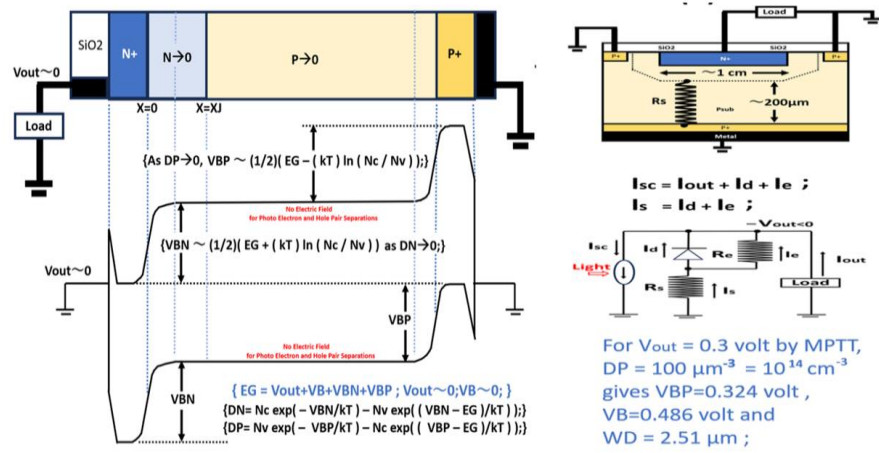 SiO2
N+
N→0
P→0
P+
Vout~0
Load
X=0
X=XJ
{As DP→0, VBP ~ (1/2)( EG – ( kT ) ln ( Nc / Nv ) );}
No Electric Field
for Photo Electron and Hole Pair Separations
{VBN ~ (1/2)( EG + ( kT ) ln ( Nc / Nv ) ) as DN→0;}
Vout~0
VBP
No Electric Field
for Photo Electron and Hole Pair Separations
VBN
{ EG = Vout+VB+VBN+VBP ; Vout~0;VB~0; }
{DN= Nc exp( – VBN/kT ) – Nv exp( ( VBN – EG )/kT ) );}
{DP= Nv exp( – VBP/kT ) – Nc exp( ( VBP – EG )/kT ) );}
Load
SiO2
SiO2
P+
N+
P+
~1 cm
Rs
Psub
~200μm
P+
Metal
Isc = Iout + Id + Ie ;
Is = Id + Ie ;
– Vout<0
Isc
Id
Re
Ie
Iout
Light
Rs
Is
Load
For Vout = 0.3 volt by MPTT,
DP = 100 μm⁻³ = 10¹⁴ cm⁻³
gives VBP=0.324 volt ,
VB=0.486 volt and
WD = 2.51 μm ;